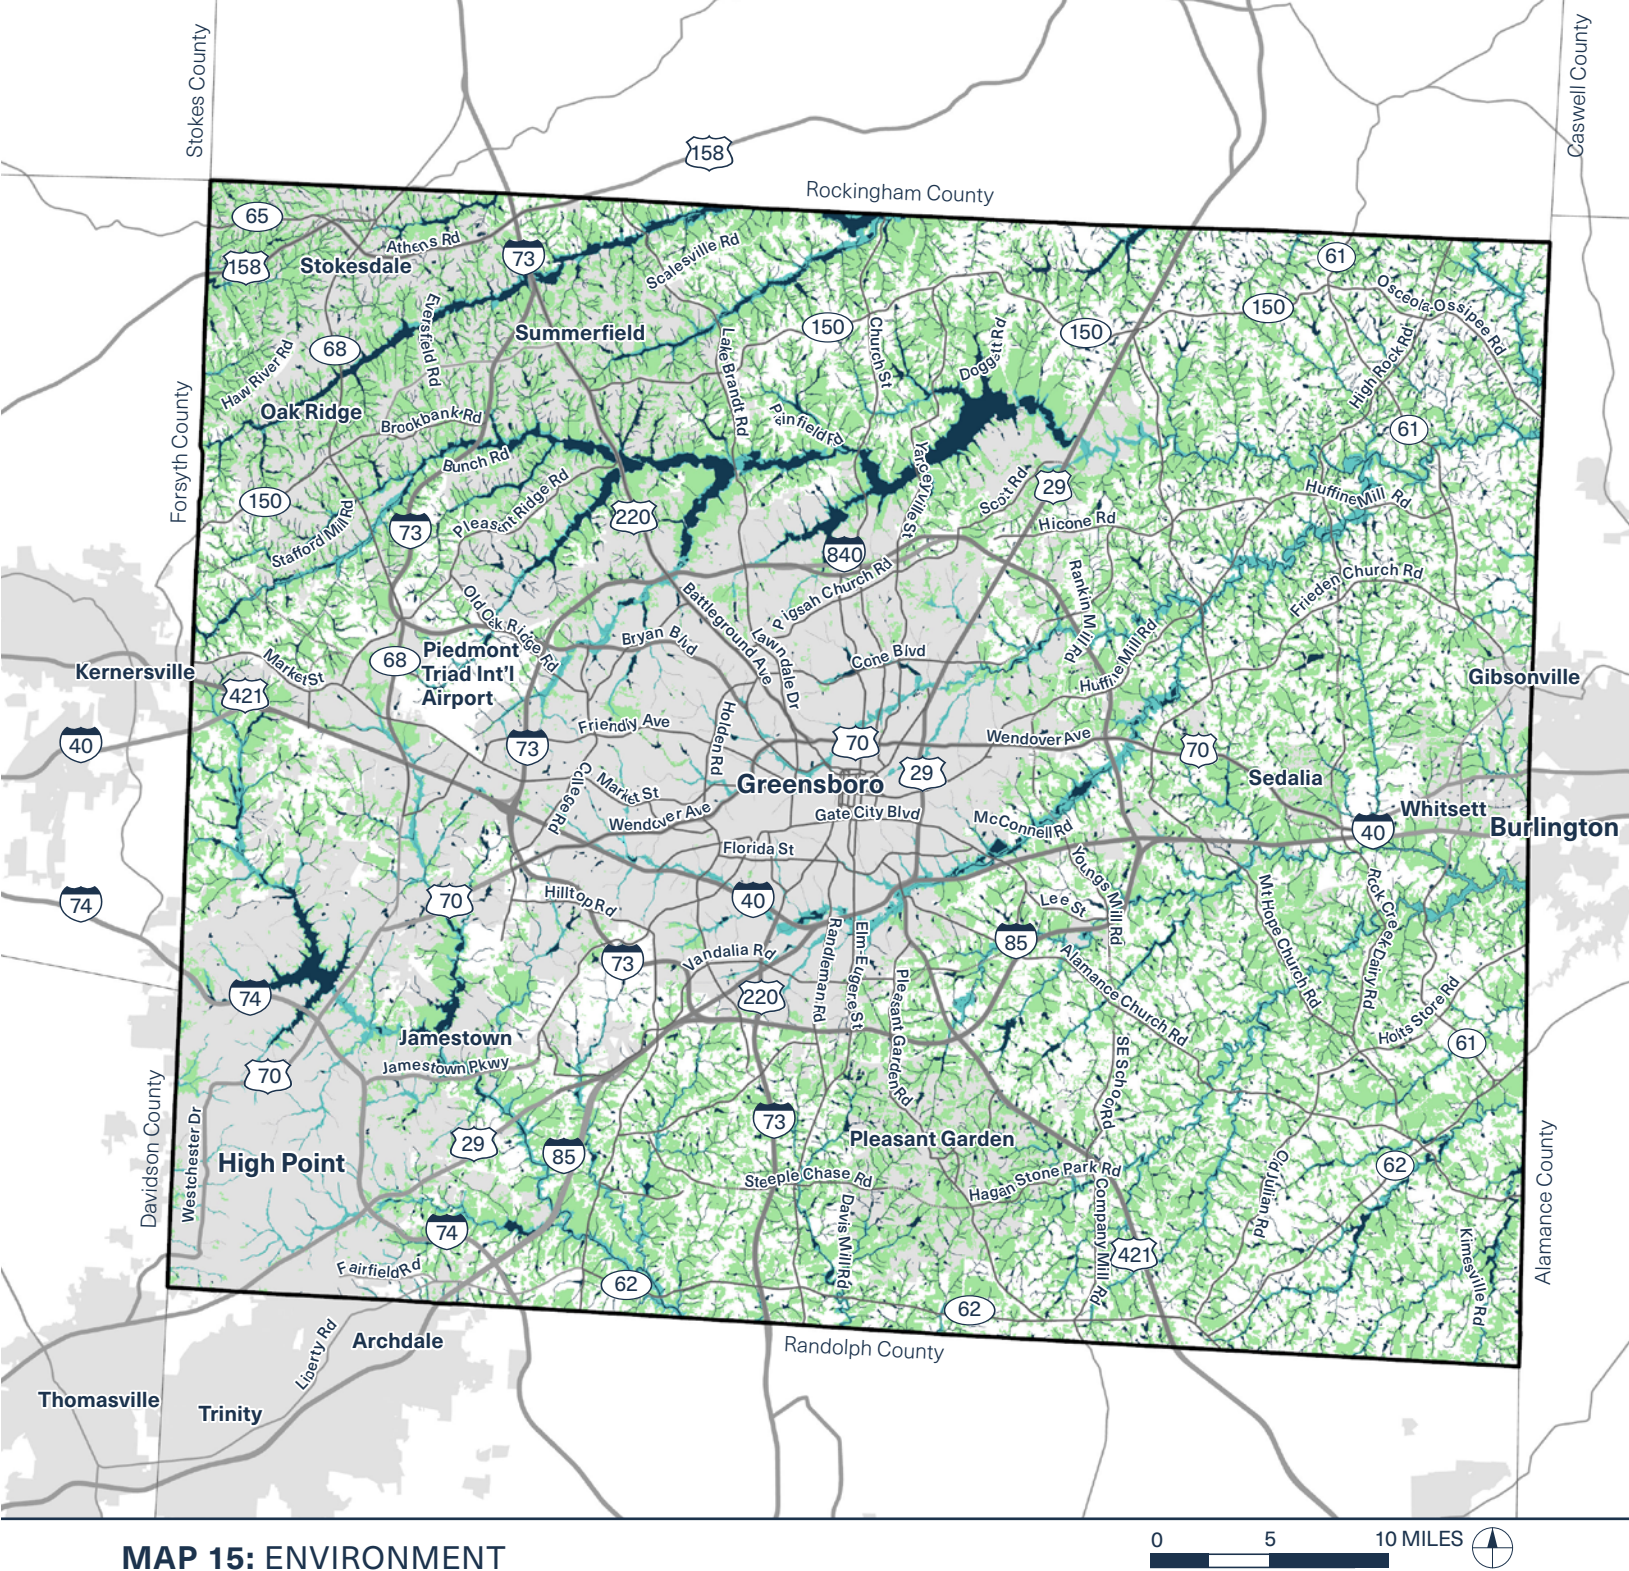 Stokes County
Caswell County
158
Rockingham County
65
Athens Rd
158
Stokesdale
73
Scalesville Rd
61
Osceola-Ossipee Rd
150
Eversfield Rd
Summerfield
150
Church St
Doggett Rd
150
High Rock Rd
68
Haw River Rd
Lake Brandt Rd
Oak Ridge
Brookbank Rd
Pinfield Rd
61
Forsyth County
Bunch Rd
Yanceyville St
150
Pleasant Ridge Rd
Scott Rd
29
Huffine Mill Rd
220
Hicone Rd
Stafford Mill Rd
73
840
Pigsah Church Rd
Rankin Mill Rd
Frieden Church Rd
Old Oak Ridge Rd
Battleground Ave
Lawndale Dr
Bryan Blvd
Cone Blvd
Huffine Mill Rd
Kernersville
Market St
68
Piedmont
Triad Int'l
Airport
Gibsonville
421
40
Friendly Ave
Holden Rd
73
70
Wendover Ave
70
29
Sedalia
College Rd
Market St
Greensboro
Whitsett
Wendover Ave
Gate City Blvd
McConnell Rd
40
Burlington
Florida St
Youngs Mill Rd
74
70
Hilltop Rd
40
Lee St
Mt Hope Church Rd
Rock Creek Dairy Rd
85
73
Vandalia Rd
Randleman Rd
Elm-Eugene St
Pleasant Garden Rd
Alamance Church Rd
74
220
Holts Store Rd
Jamestown
61
70
Jamestown Pkwy
SE School Rd
Davidson County
Westchester Dr
73
29
85
Pleasant Garden
62
High Point
Alamance County
Steeple Chase Rd
Hagan Stone Park Rd
Old Julian Rd
Davis Mill Rd
Company Mill Rd
74
421
Kimesville Rd
Fairfield Rd
62
62
Liberty Rd
Archdale
Randolph County
Thomasville
Trinity
0 5 10 MILES
MAP 15: ENVIRONMENT